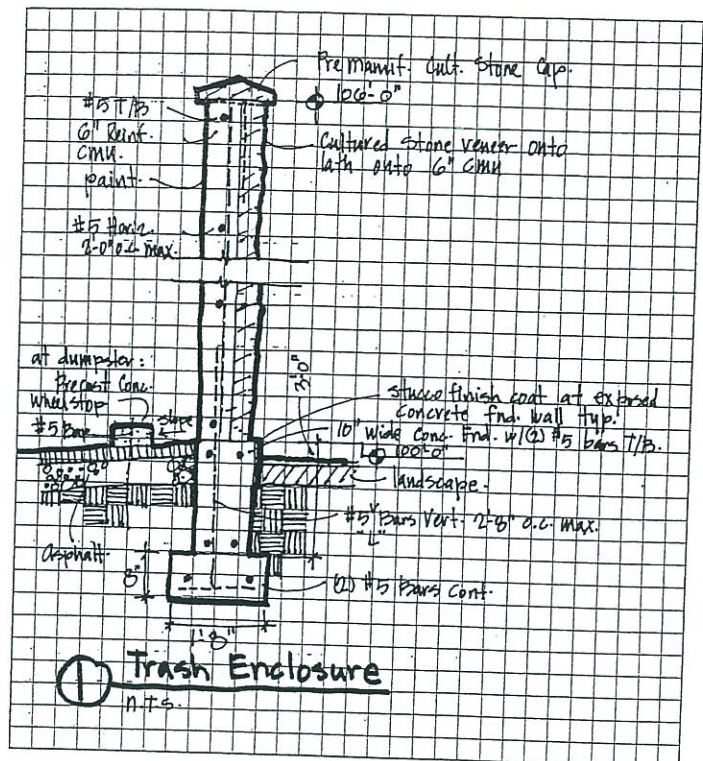 Premanuf. Cult. Stone Cap.
106'-0"
#5 T/B
6" Reinf.
CMU.
paint.
Cultured Stone veneer onto
lath onto 6" CMU
#5 Horiz.
2'-0" o.c. max.
at dumpster:
Precast Conc.
wheelstop
#5 Bar
slope
3'-0"
stucco finish coat at exposed
concrete fnd. wall typ.
10" wide Conc. Fnd. w/(2) #5 bars T/B.
100'-0"
landscape.
#5 Bars Vert. 2'-8" o.c. max.
"L"
Asphalt.
8"
(2) #5 Bars Cont.
1'8"
1 Trash Enclosure
n.t.s.